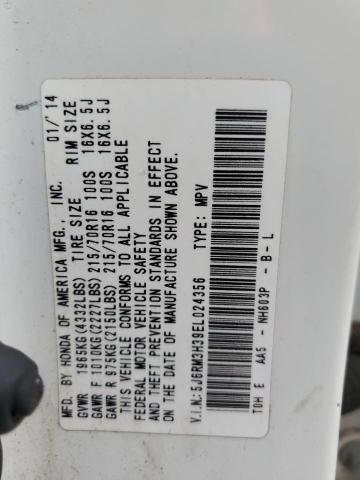 MFD. BY HONDA OF AMERICA MFG., INC. 01/'14
GVWR 1965KG(4332LBS) TIRE SIZE RIM SIZE
GAWR F 1010KG(2227LBS) 215/70R16 100S 16X6.5J
GAWR R 975KG(2150LBS) 215/70R16 100S 16X6.5J
THIS VEHICLE CONFORMS TO ALL APPLICABLE
FEDERAL MOTOR VEHICLE SAFETY
AND THEFT PREVENTION STANDARDS IN EFFECT
ON THE DATE OF MANUFACTURE SHOWN ABOVE.
V.I.N.:5J6RM3H39EL024356 TYPE: MPV
TOH E AA5 - NH603P - B - L